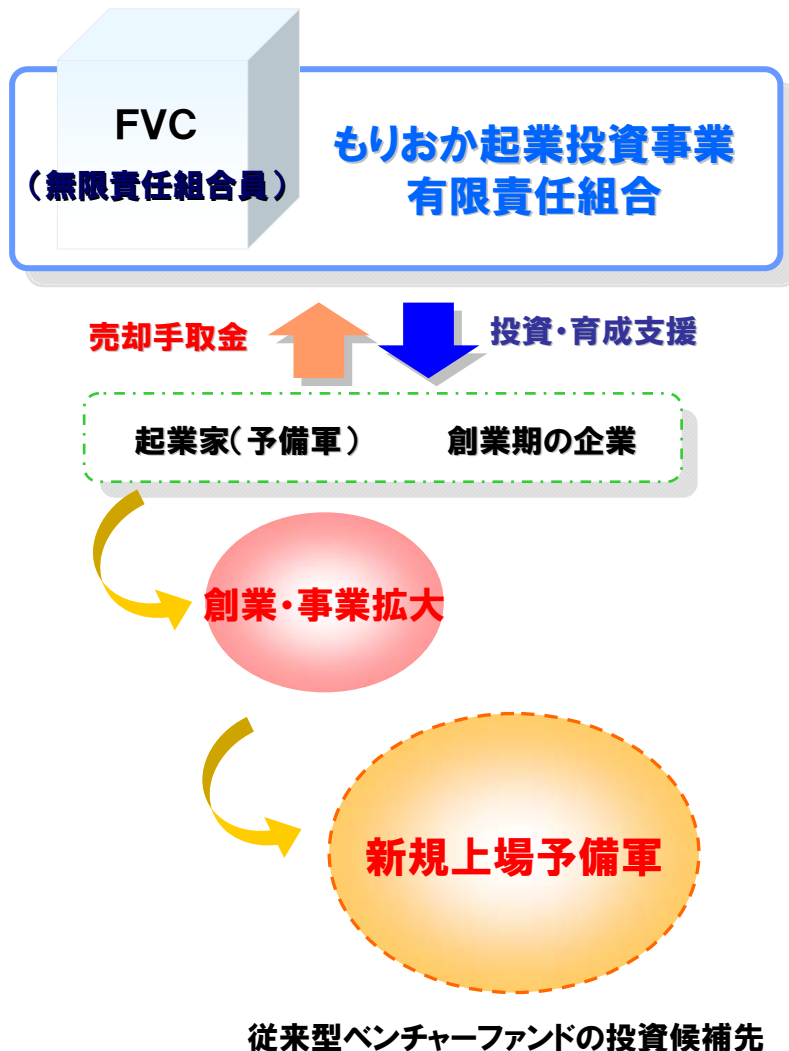 FVC
（無限責任組合員）
もりおか起業投資事業
有限責任組合
売却手取金
投資・育成支援
起業家（予備軍）
創業期の企業
創業・事業拡大
新規上場予備軍
従来型ベンチャーファンドの投資候補先